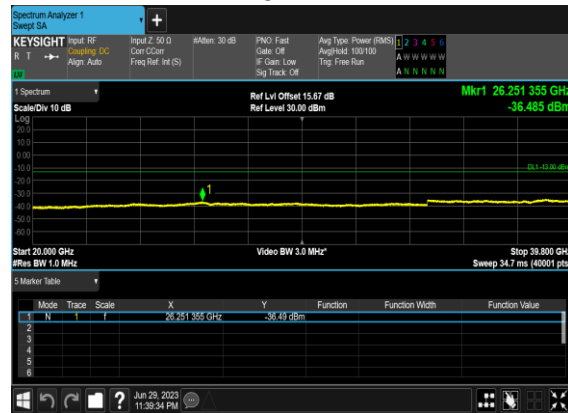 Spectrum Analyzer 1
Swept SA
+
KEYSIGHT Input: RF Input Z: 50 Ω #Atten: 30 dB PNO: Fast Avg Type: Power (RMS) 1 2 3 4 5 6
R T Coupling: DC Corr CCorr Gate: Off Avg|Hold: 100/100 A W W W W W
Align: Auto Freq Ref: Int (S) IF Gain: Low Trig: Free Run
LXI Sig Track: Off A N N N N N
1 Spectrum Ref Lvl Offset 15.67 dB Mkr1 26.251 355 GHz
Scale/Div 10 dB Ref Level 30.00 dBm -36.485 dBm
Log
20.0
10.0
0.00
-10.0
DL1 -13.00 dBm
-20.0
-30.0
1
-40.0
-50.0
-60.0
Start 20.000 GHz Video BW 3.0 MHz* Stop 39.800 GHz
#Res BW 1.0 MHz Sweep 34.7 ms (40001 pts)
5 Marker Table
Mode Trace Scale X Y Function Function Width Function Value
1 N 1 f 26.251 355 GHz -36.49 dBm
2
3
4
5
6
? Jun 29, 2023
11:39:34 PM